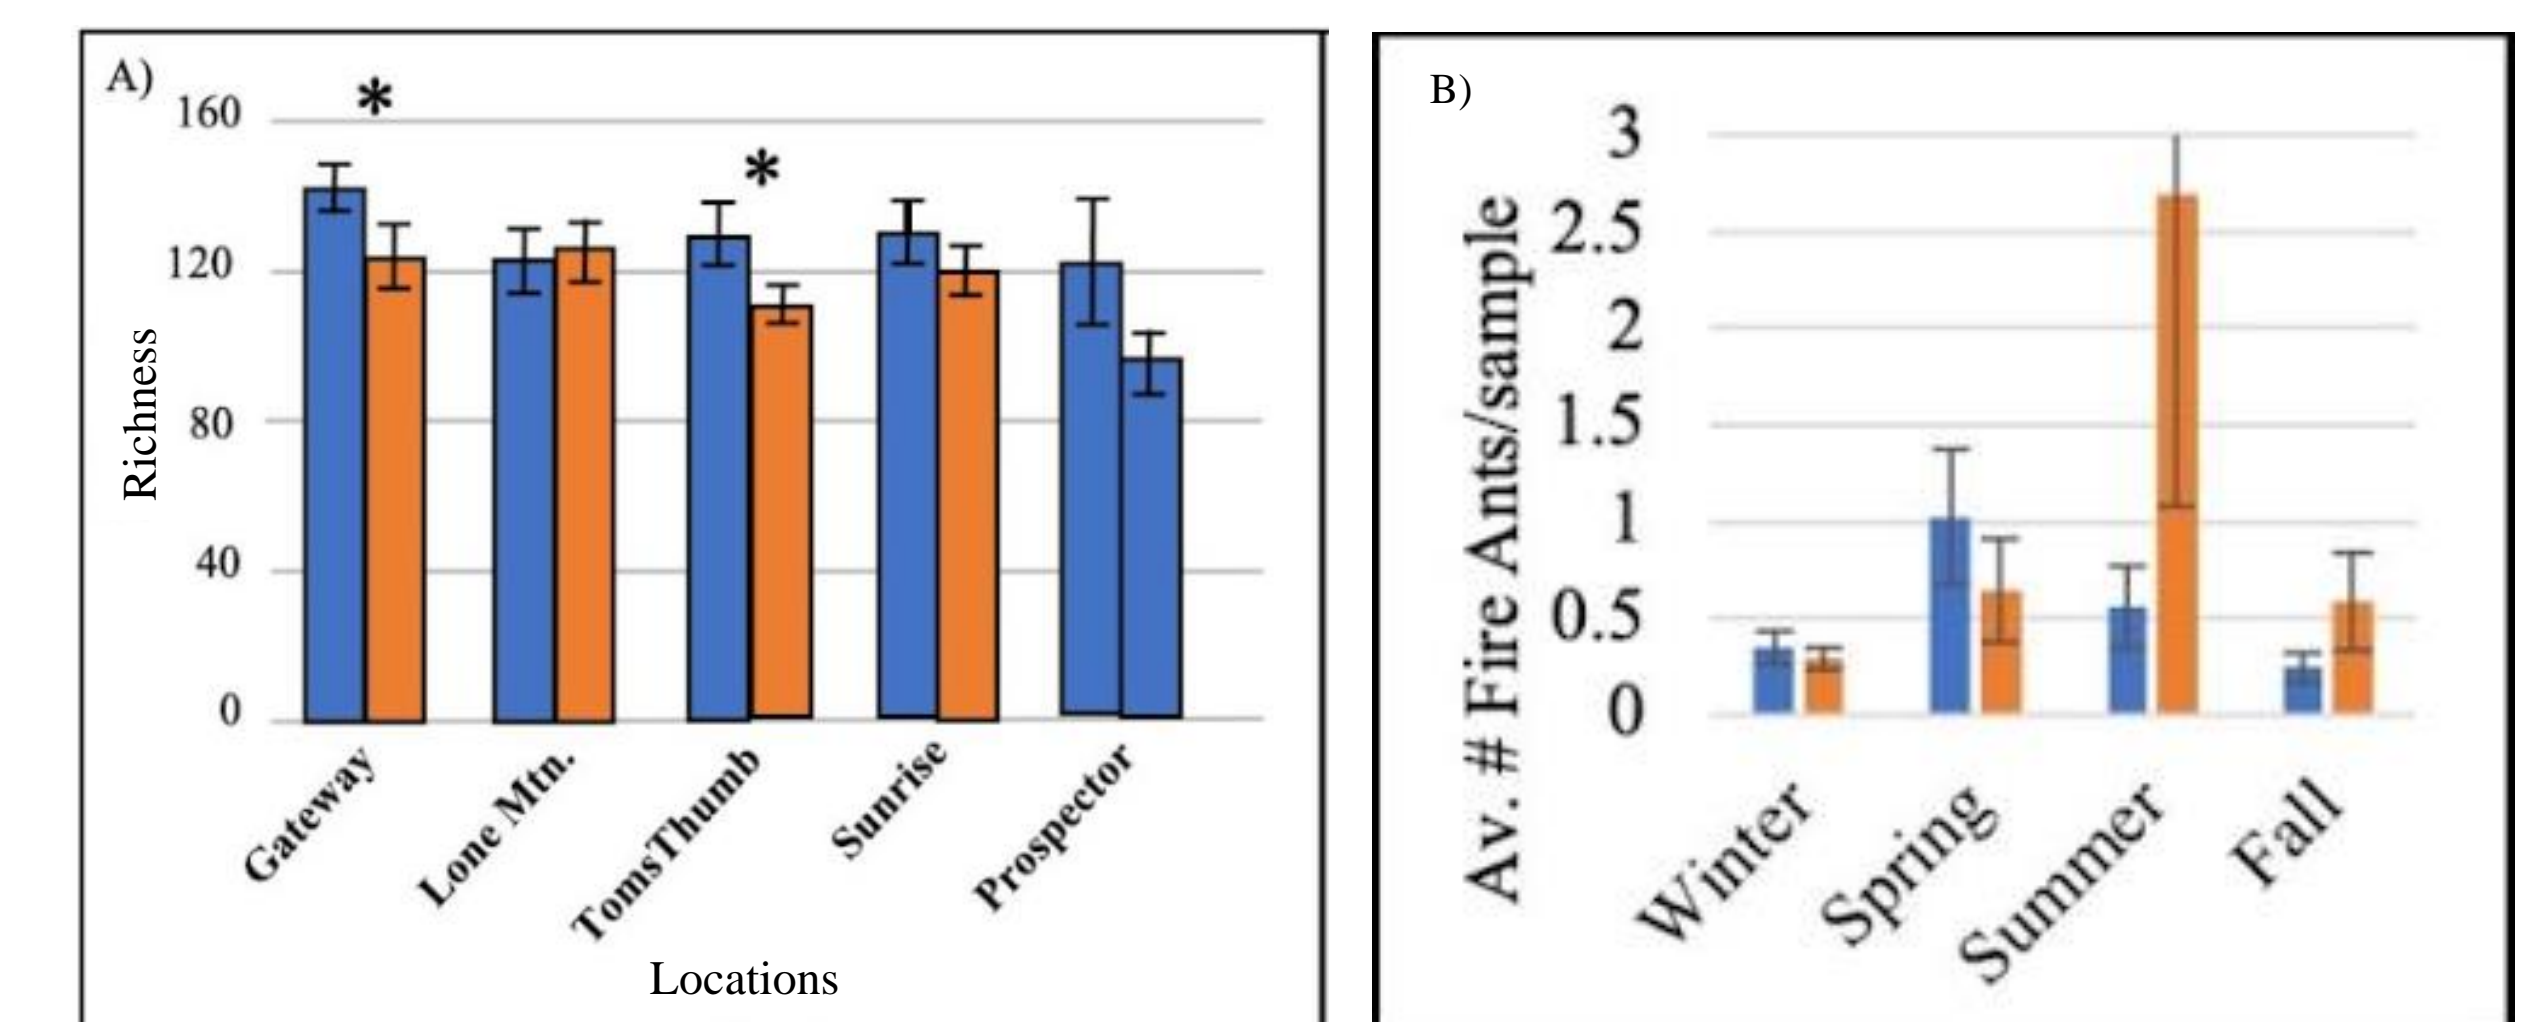 A)
*
*
160
120
80
40
0
Richness
Gateway
Lone Mtn.
TomsThumb
Sunrise
Prospector
Locations
B)
3
2.5
2
1.5
1
0.5
0
Av. # Fire Ants/sample
Winter
Spring
Summer
Fall